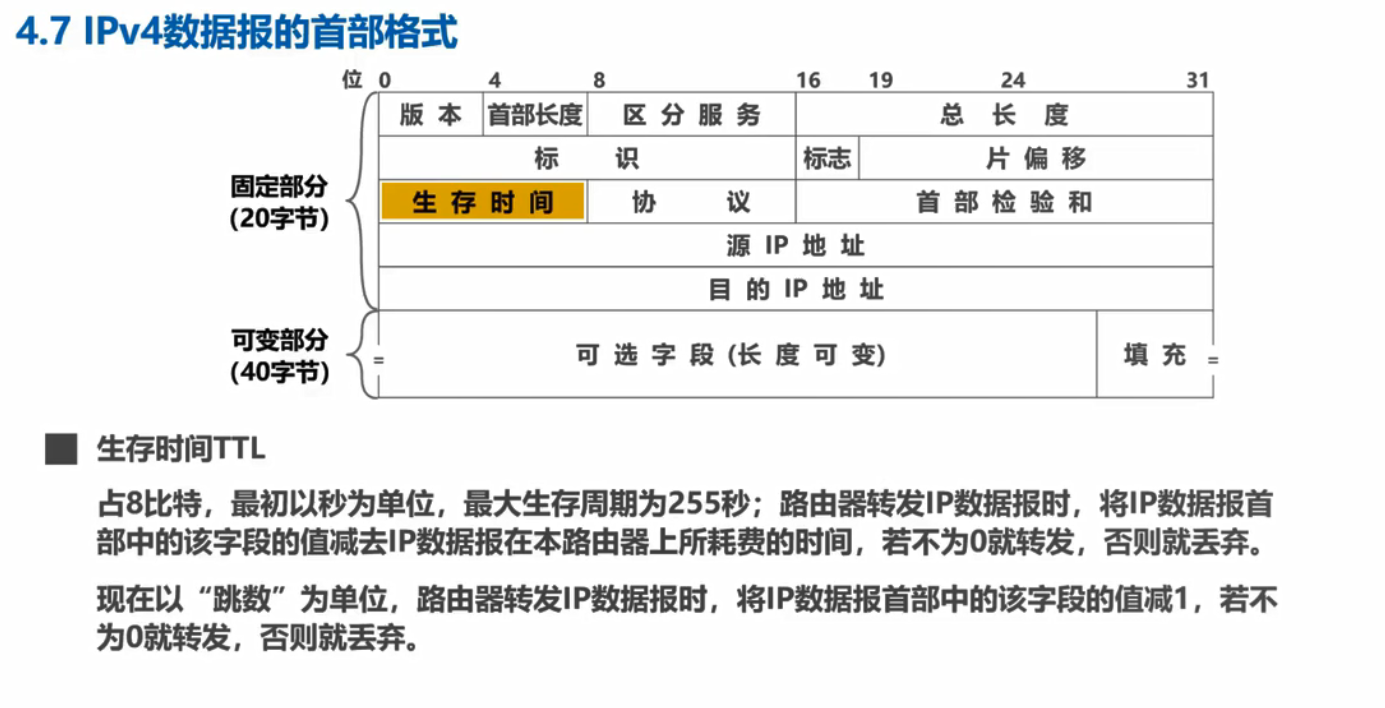 4.7 IPv4数据报的首部格式
位 0 4 8 16 19 24 31
版本 首部长度 区分服务 总长度
标识 标志 片偏移
固定部分
(20字节)
生存时间 协议 首部检验和
源IP地址
目的IP地址
可变部分
(40字节)
= 可选字段(长度可变) 填充 =
生存时间TTL
占8比特，最初以秒为单位，最大生存周期为255秒；路由器转发IP数据报时，将IP数据报首
部中的该字段的值减去IP数据报在本路由器上所耗费的时间，若不为0就转发，否则就丢弃。
现在以“跳数”为单位，路由器转发IP数据报时，将IP数据报首部中的该字段的值减1，若不
为0就转发，否则就丢弃。